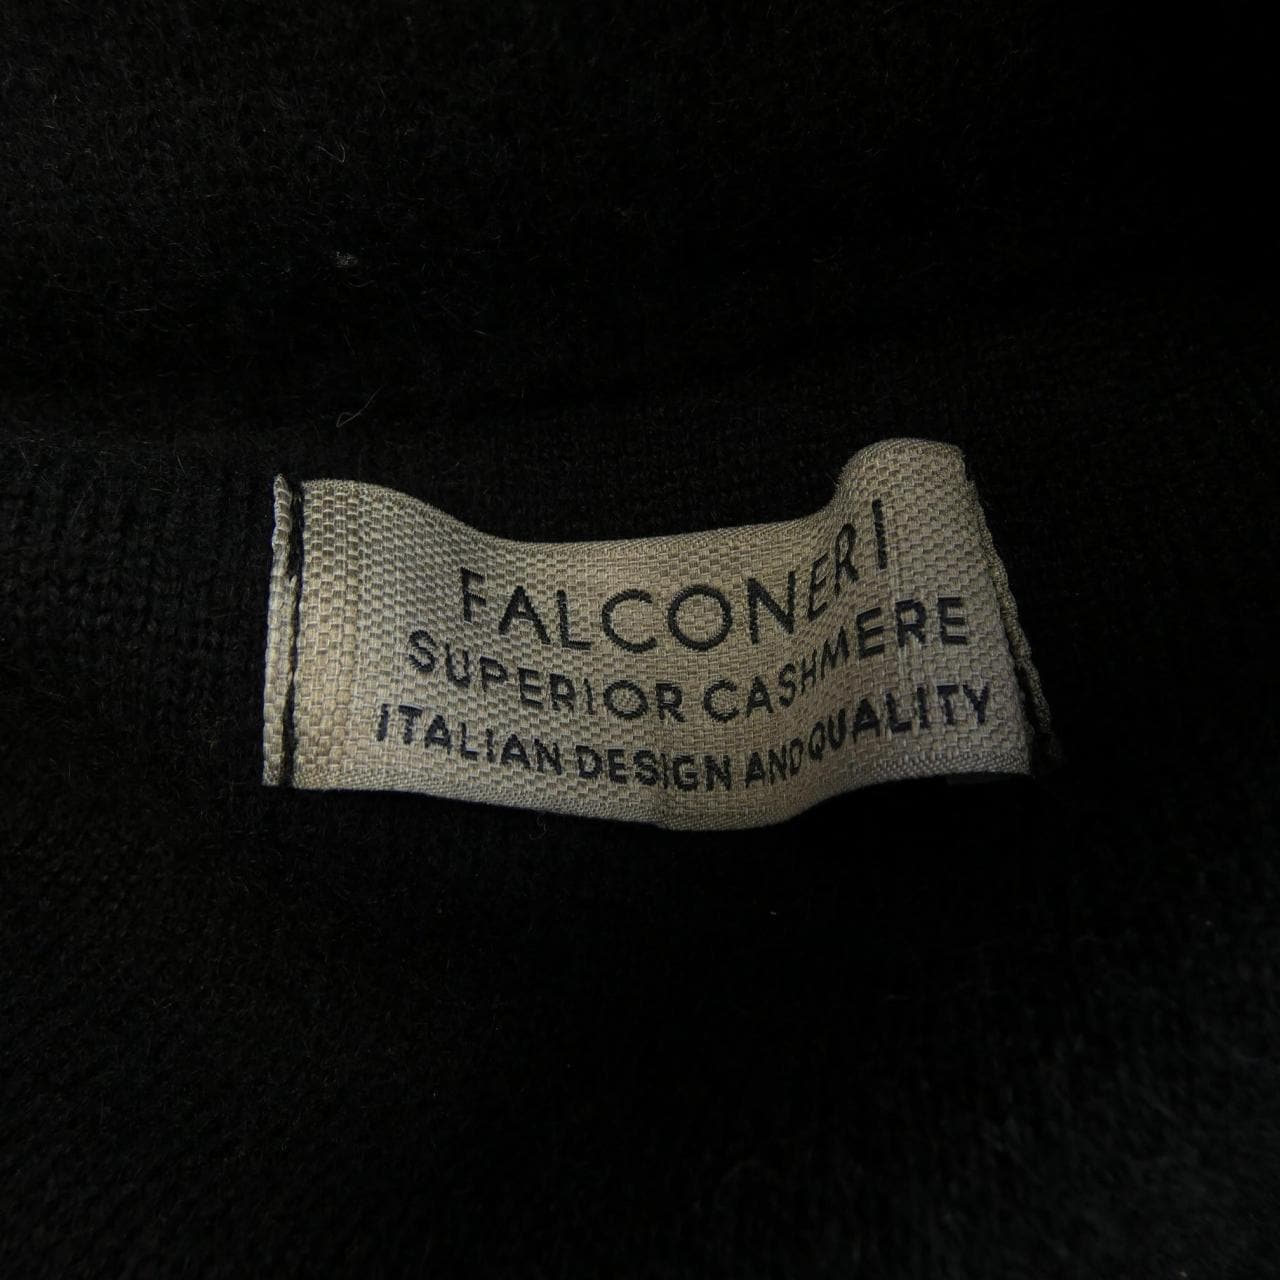 FALCONERI
SUPERIOR CASHMERE
ITALIAN DESIGN AND QUALITY